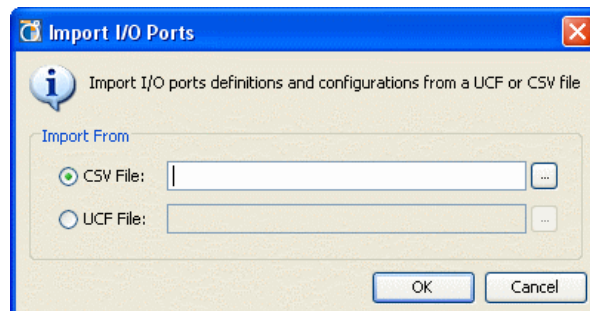 Import I/O Ports
Import I/O ports definitions and configurations from a UCF or CSV file
Import From
CSV File:
...
UCF File:
...
OK
Cancel